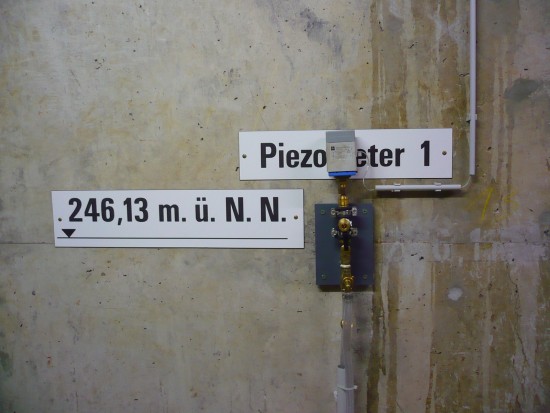 Piezo eter 1
246,13 m. ü. N. N.